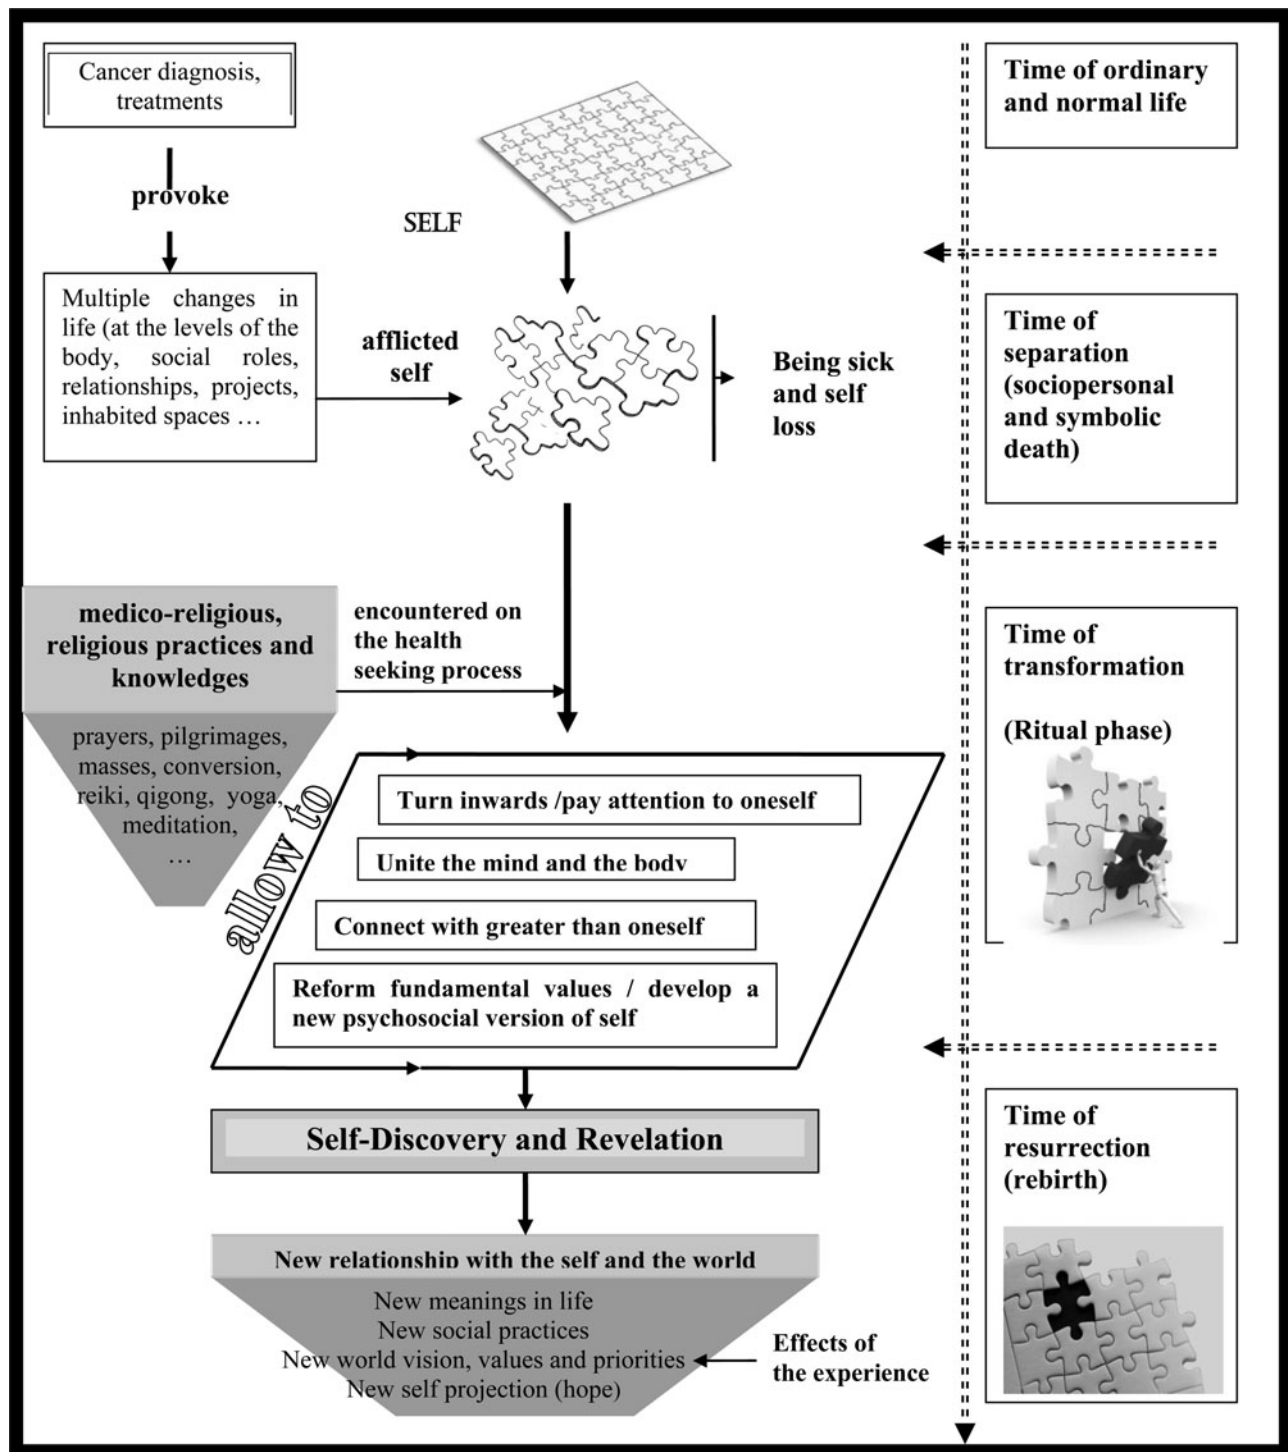 Cancer diagnosis,
treatments
provoke
Multiple changes in
life (at the levels of the
body, social roles,
relationships, projects,
inhabited spaces …
SELF
afflicted
self
Being sick
and self
loss
medico-religious,
religious practices and
knowledges
prayers, pilgrimages,
masses, conversion,
reiki, qigong, yoga,
meditation,
…
encountered on
the health
seeking process
allow to
Turn inwards /pay attention to oneself
Unite the mind and the body
Connect with greater than oneself
Reform fundamental values / develop a
new psychosocial version of self
Self-Discovery and Revelation
New relationship with the self and the world
New meanings in life
New social practices
New world vision, values and priorities
New self projection (hope)
Effects of
the experience
Time of ordinary
and normal life
Time of
separation
(sociopersonal
and symbolic
death)
Time of
transformation
(Ritual phase)
Time of
resurrection
(rebirth)